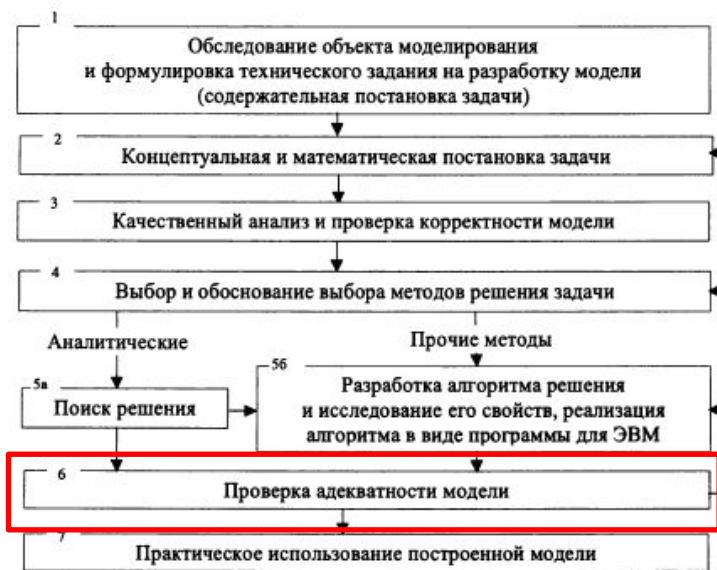 1
Обследование объекта моделирования
и формулировка технического задания на разработку модели
(содержательная постановка задачи)
2
Концептуальная и математическая постановка задачи
3
Качественный анализ и проверка корректности модели
4
Выбор и обоснование выбора методов решения задачи
Аналитические
Прочие методы
5а
Поиск решения
5б
Разработка алгоритма решения
и исследование его свойств, реализация
алгоритма в виде программы для ЭВМ
6
Проверка адекватности модели
7
Практическое использование построенной модели